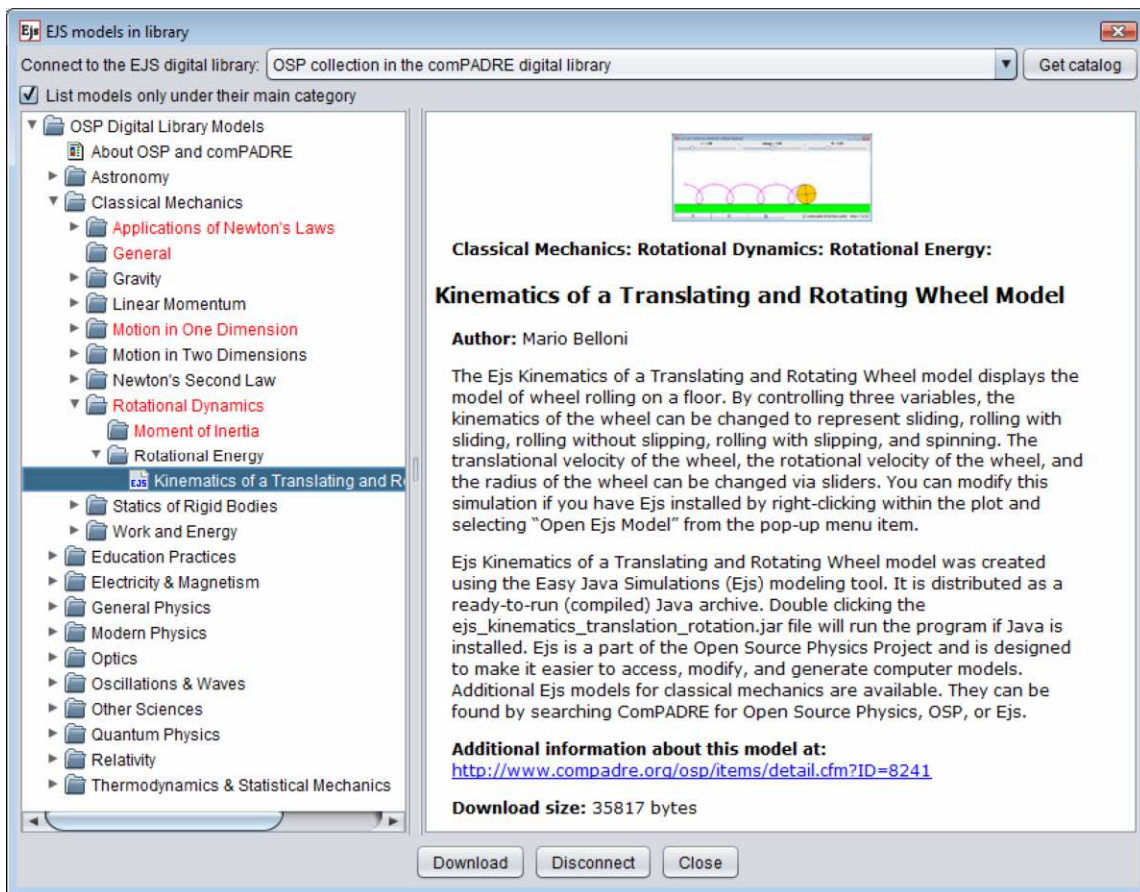 Ejs EJS models in library
Connect to the EJS digital library: OSP collection in the comPADRE digital library Get catalog
List models only under their main category
OSP Digital Library Models
About OSP and comPADRE
Astronomy
Classical Mechanics
Applications of Newton's Laws
General
Gravity
Linear Momentum
Motion in One Dimension
Motion in Two Dimensions
Newton's Second Law
Rotational Dynamics
Moment of Inertia
Rotational Energy
EJS Kinematics of a Translating and R
Statics of Rigid Bodies
Work and Energy
Education Practices
Electricity & Magnetism
General Physics
Modern Physics
Optics
Oscillations & Waves
Other Sciences
Quantum Physics
Relativity
Thermodynamics & Statistical Mechanics
Classical Mechanics: Rotational Dynamics: Rotational Energy:
Kinematics of a Translating and Rotating Wheel Model
Author: Mario Belloni
The Ejs Kinematics of a Translating and Rotating Wheel model displays the
model of wheel rolling on a floor. By controlling three variables, the
kinematics of the wheel can be changed to represent sliding, rolling with
sliding, rolling without slipping, rolling with slipping, and spinning. The
translational velocity of the wheel, the rotational velocity of the wheel, and
the radius of the wheel can be changed via sliders. You can modify this
simulation if you have Ejs installed by right-clicking within the plot and
selecting “Open Ejs Model” from the pop-up menu item.
Ejs Kinematics of a Translating and Rotating Wheel model was created
using the Easy Java Simulations (Ejs) modeling tool. It is distributed as a
ready-to-run (compiled) Java archive. Double clicking the
ejs_kinematics_translation_rotation.jar file will run the program if Java is
installed. Ejs is a part of the Open Source Physics Project and is designed
to make it easier to access, modify, and generate computer models.
Additional Ejs models for classical mechanics are available. They can be
found by searching ComPADRE for Open Source Physics, OSP, or Ejs.
Additional information about this model at:
http://www.compadre.org/osp/items/detail.cfm?ID=8241
Download size: 35817 bytes
Download Disconnect Close